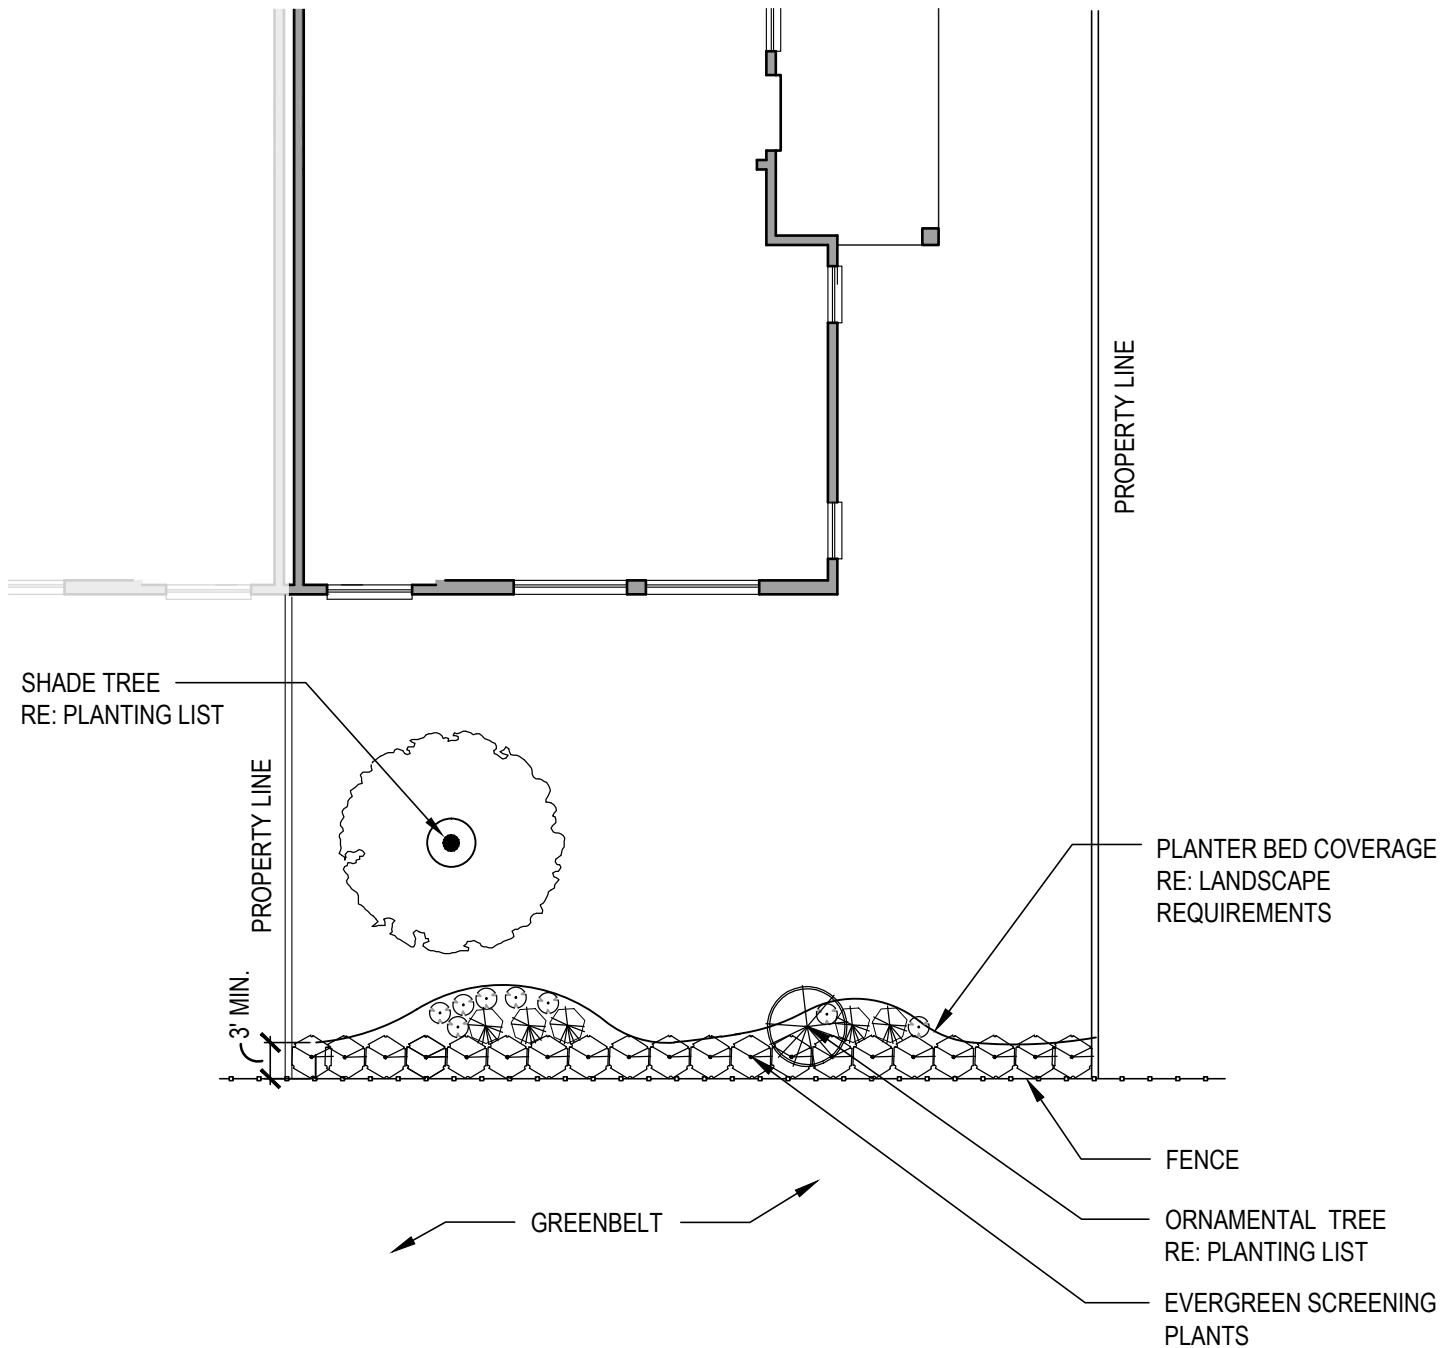 PROPERTY LINE
SHADE TREE
RE: PLANTING LIST
PROPERTY LINE
PLANTER BED COVERAGE
RE: LANDSCAPE
REQUIREMENTS
3' MIN.
FENCE
GREENBELT
ORNAMENTAL TREE
RE: PLANTING LIST
EVERGREEN SCREENING
PLANTS